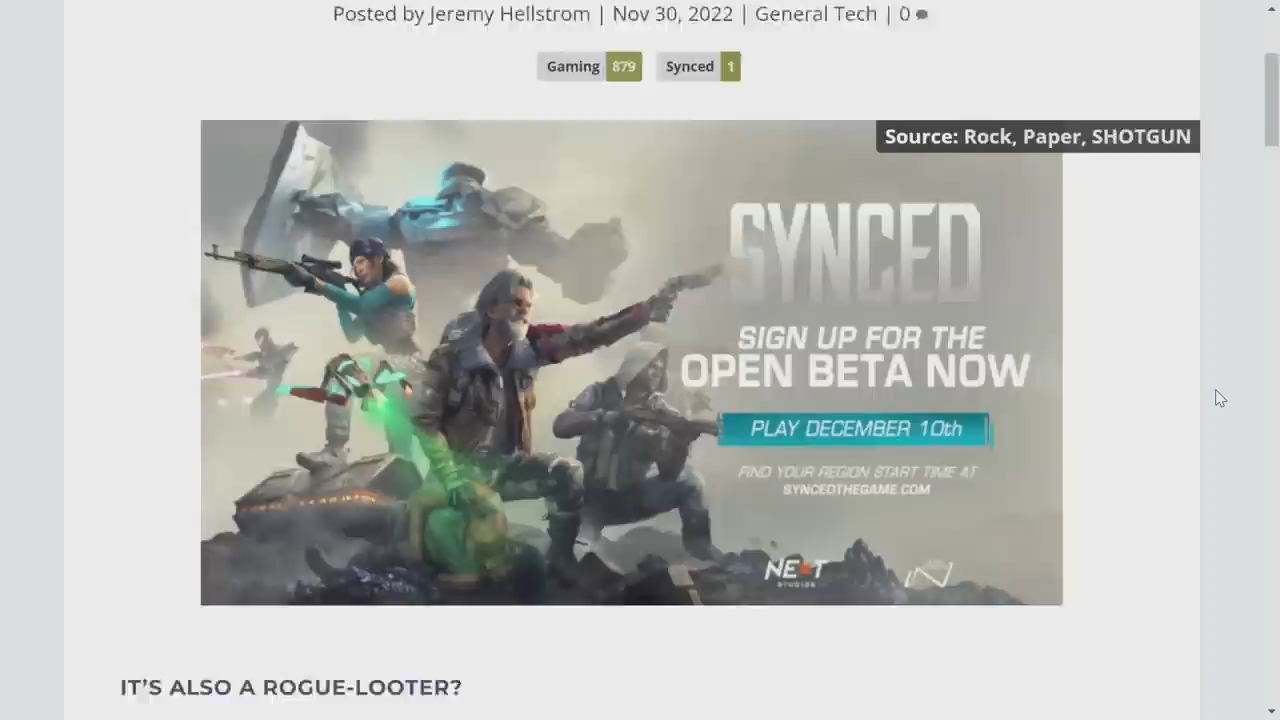 Posted by Jeremy Hellstrom | Nov 30, 2022 | General Tech | 0
Gaming 879 Synced 1
Source: Rock, Paper, SHOTGUN
SYNCED
SIGN UP FOR THE
OPEN BETA NOW
PLAY DECEMBER 10th
FIND YOUR REGION START TIME AT
SYNCEDTHEGAME.COM
NEXT
STUDIOS
IT'S ALSO A ROGUE-LOOTER?